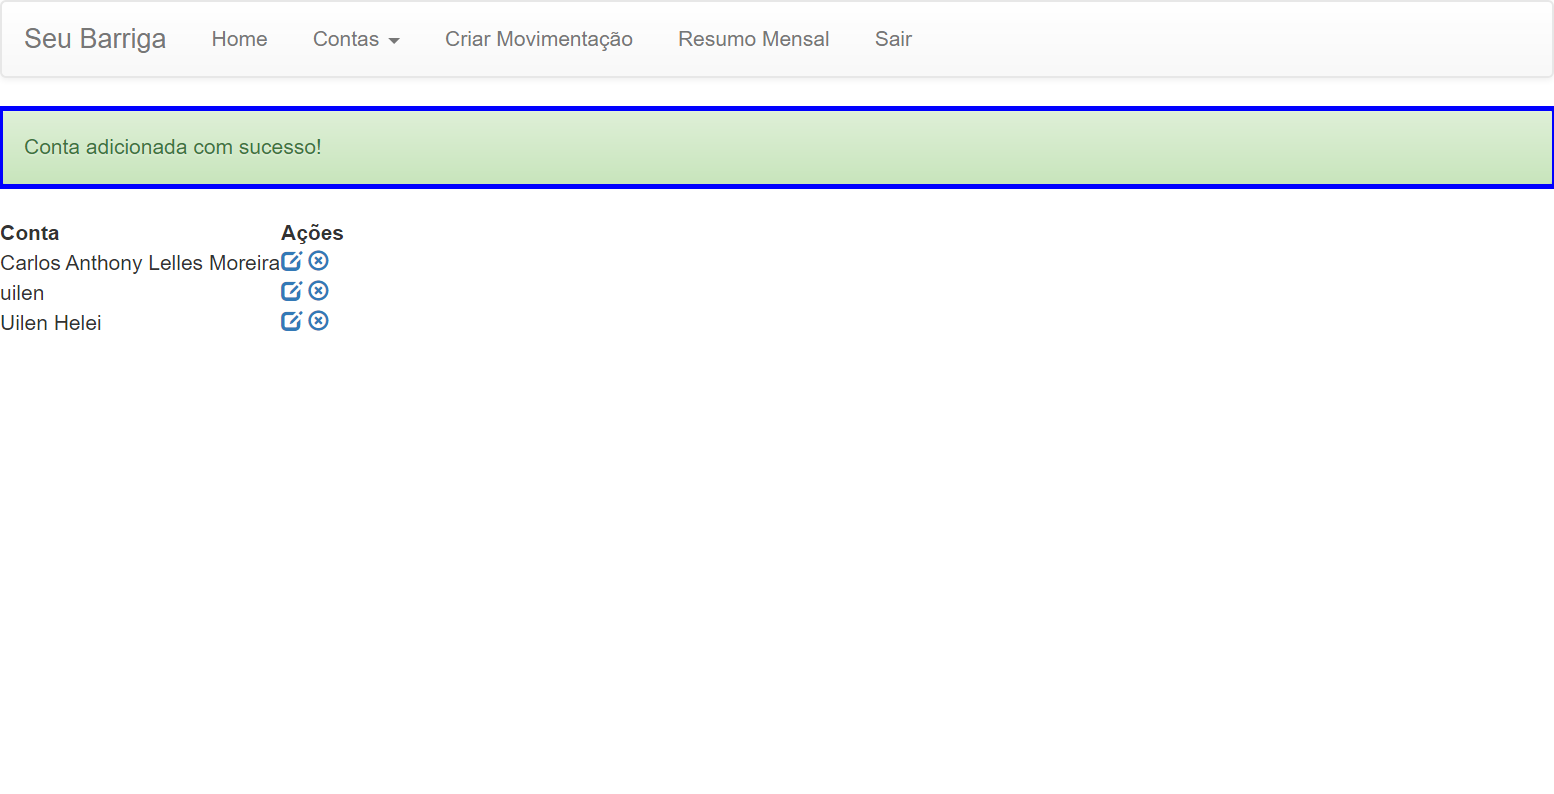 Seu Barriga Home Contas Criar Movimentação Resumo Mensal Sair
Conta adicionada com sucesso!
Conta Ações
Carlos Anthony Lelles Moreira
uilen
Uilen Helei